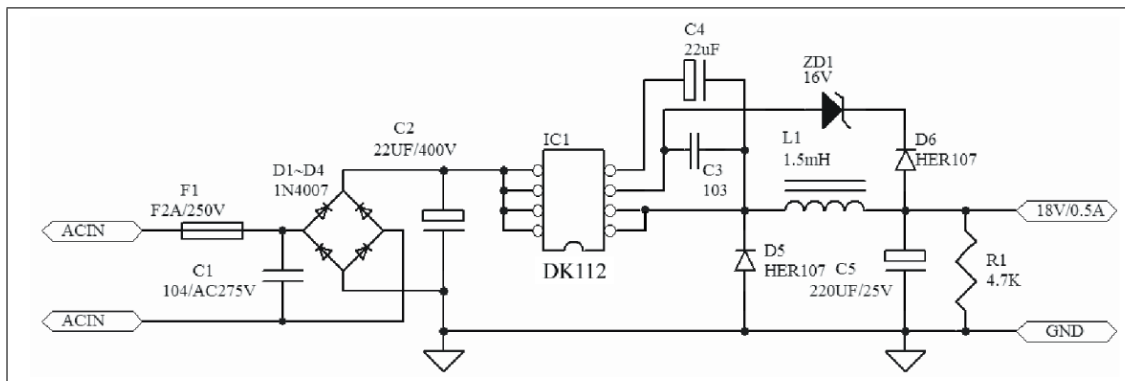 C4
22uF
ZD1
16V
IC1
C2
22UF/400V
L1
1.5mH
D6
HER107
C3
103
D1~D4
1N4007
F1
F2A/250V
ACIN
18V/0.5A
C1
104/AC275V
DK112
D5
HER107
C5
220UF/25V
R1
4.7K
ACIN
GND